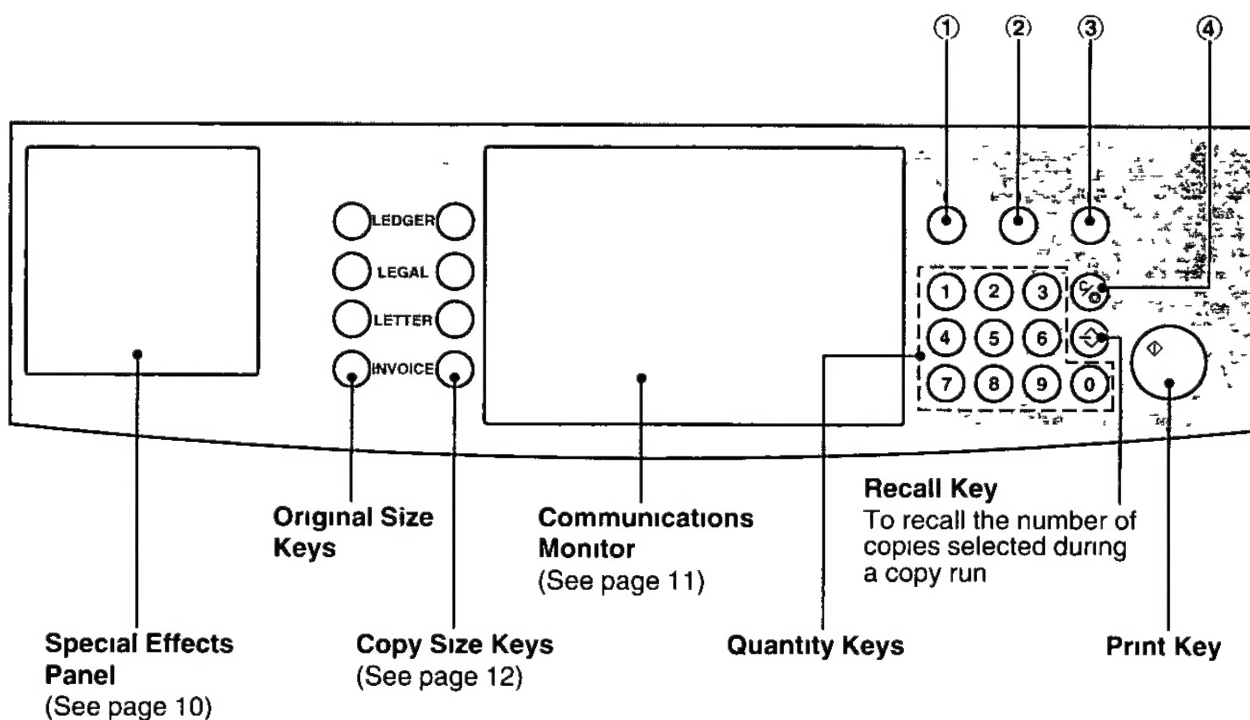 ① ② ③ ④
LEDGER
LEGAL
LETTER
INVOICE
1 2 3 C/
4 5 6
7 8 9 0
Original Size
Keys
Communications
Monitor
(See page 11)
Recall Key
To recall the number of
copies selected during
a copy run
Special Effects
Panel
(See page 10)
Copy Size Keys
(See page 12)
Quantity Keys
Print Key